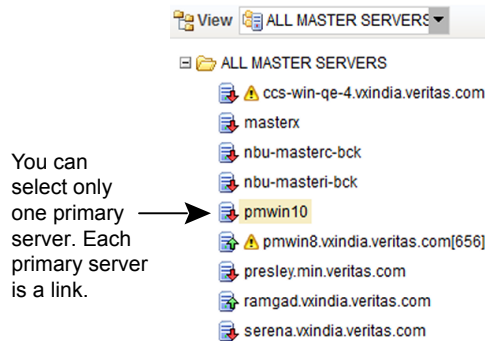 View ALL MASTER SERVERS
ALL MASTER SERVERS
ccs-win-qe-4.vxindia.veritas.com
masterx
nbu-masterc-bck
nbu-masteri-bck
pmwin10
pmwin8.vxindia.veritas.com[656]
presley.min.veritas.com
ramgad.vxindia.veritas.com
serena.vxindia.veritas.com
You can
select only
one primary
server. Each
primary server
is a link.